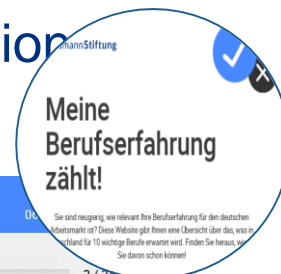 ion
mannStiftung
Meine
Berufserfahrung
zählt!
06
Sie sind neugierig, wie relevant Ihre Berufserfahrung für den deutschen
Arbeitsmarkt ist? Diese Website gibt Ihnen eine Übersicht über das, was in
schland für 10 wichtige Berufe erwartet wird. Finden Sie heraus, wie
Sie davon schon können!